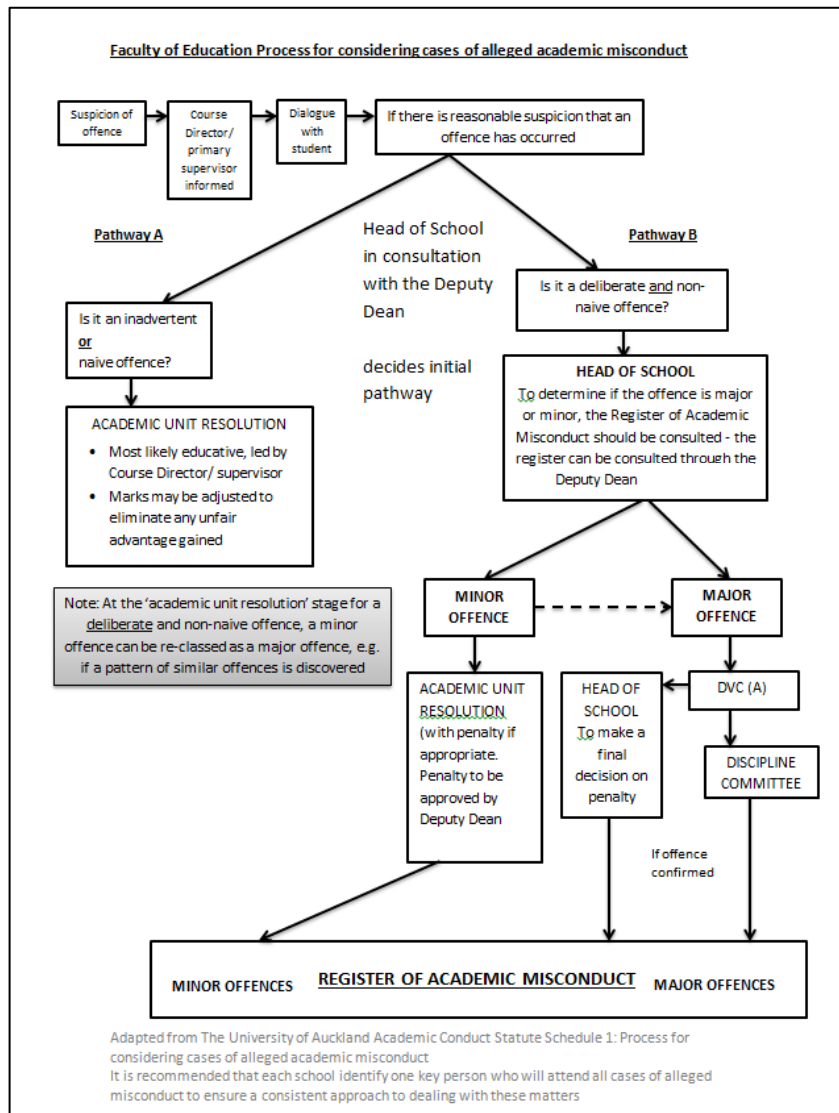 Faculty of Education Process for considering cases of alleged academic misconduct
Suspicion of
offence
Course
Director/
primary
supervisor
informed
Dialogue
with
student
If there is reasonable suspicion that an
offence has occurred
Pathway A
Head of School
in consultation
with the Deputy
Dean
decides initial
pathway
Pathway B
Is it an inadvertent
or
naive offence?
Is it a deliberate and non-
naive offence?
ACADEMIC UNIT RESOLUTION
• Most likely educative, led by
Course Director/ supervisor
• Marks may be adjusted to
eliminate any unfair
advantage gained
HEAD OF SCHOOL
To determine if the offence is major
or minor, the Register of Academic
Misconduct should be consulted - the
register can be consulted through the
Deputy Dean
Note: At the ‘academic unit resolution’ stage for a
deliberate and non-naive offence, a minor
offence can be re-classed as a major offence, e.g.
if a pattern of similar offences is discovered
MINOR
OFFENCE
MAJOR
OFFENCE
ACADEMIC UNIT
RESOLUTION
(with penalty if
appropriate.
Penalty to be
approved by
Deputy Dean
HEAD OF
SCHOOL
To make a
final
decision on
penalty
DVC (A)
DISCIPLINE
COMMITTEE
If offence
confirmed
MINOR OFFENCES
REGISTER OF ACADEMIC MISCONDUCT
MAJOR OFFENCES
Adapted from The University of Auckland Academic Conduct Statute Schedule 1: Process for
considering cases of alleged academic misconduct
It is recommended that each school identify one key person who will attend all cases of alleged
misconduct to ensure a consistent approach to dealing with these matters